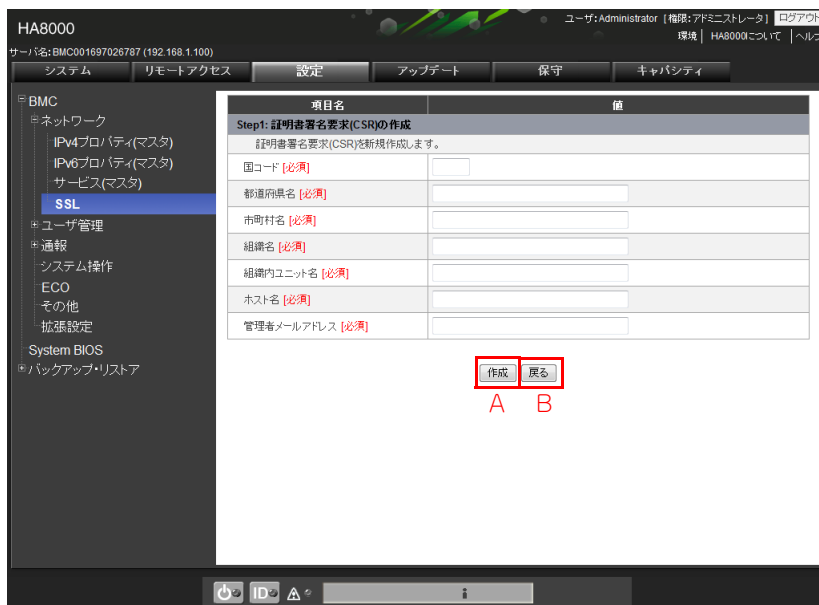 HA8000
ユーザ:Administrator [権限:アドミニストレータ] ログアウト
環境 | HA8000について | ヘルプ
サーバ名:BMC001697026787 (192.168.1.100)
システム リモートアクセス 設定 アップデート 保守 キャパシティ
BMC
ネットワーク
IPv4プロパティ(マスタ)
IPv6プロパティ(マスタ)
サービス(マスタ)
SSL
ユーザ管理
通報
システム操作
ECO
その他
拡張設定
System BIOS
バックアップ・リストア
項目名 値
Step1: 証明書署名要求(CSR)の作成
証明書署名要求(CSR)を新規作成します。
国コード [必須]
都道府県名 [必須]
市町村名 [必須]
組織名 [必須]
組織内ユニット名 [必須]
ホスト名 [必須]
管理者メールアドレス [必須]
作成 戻る
A B
ID